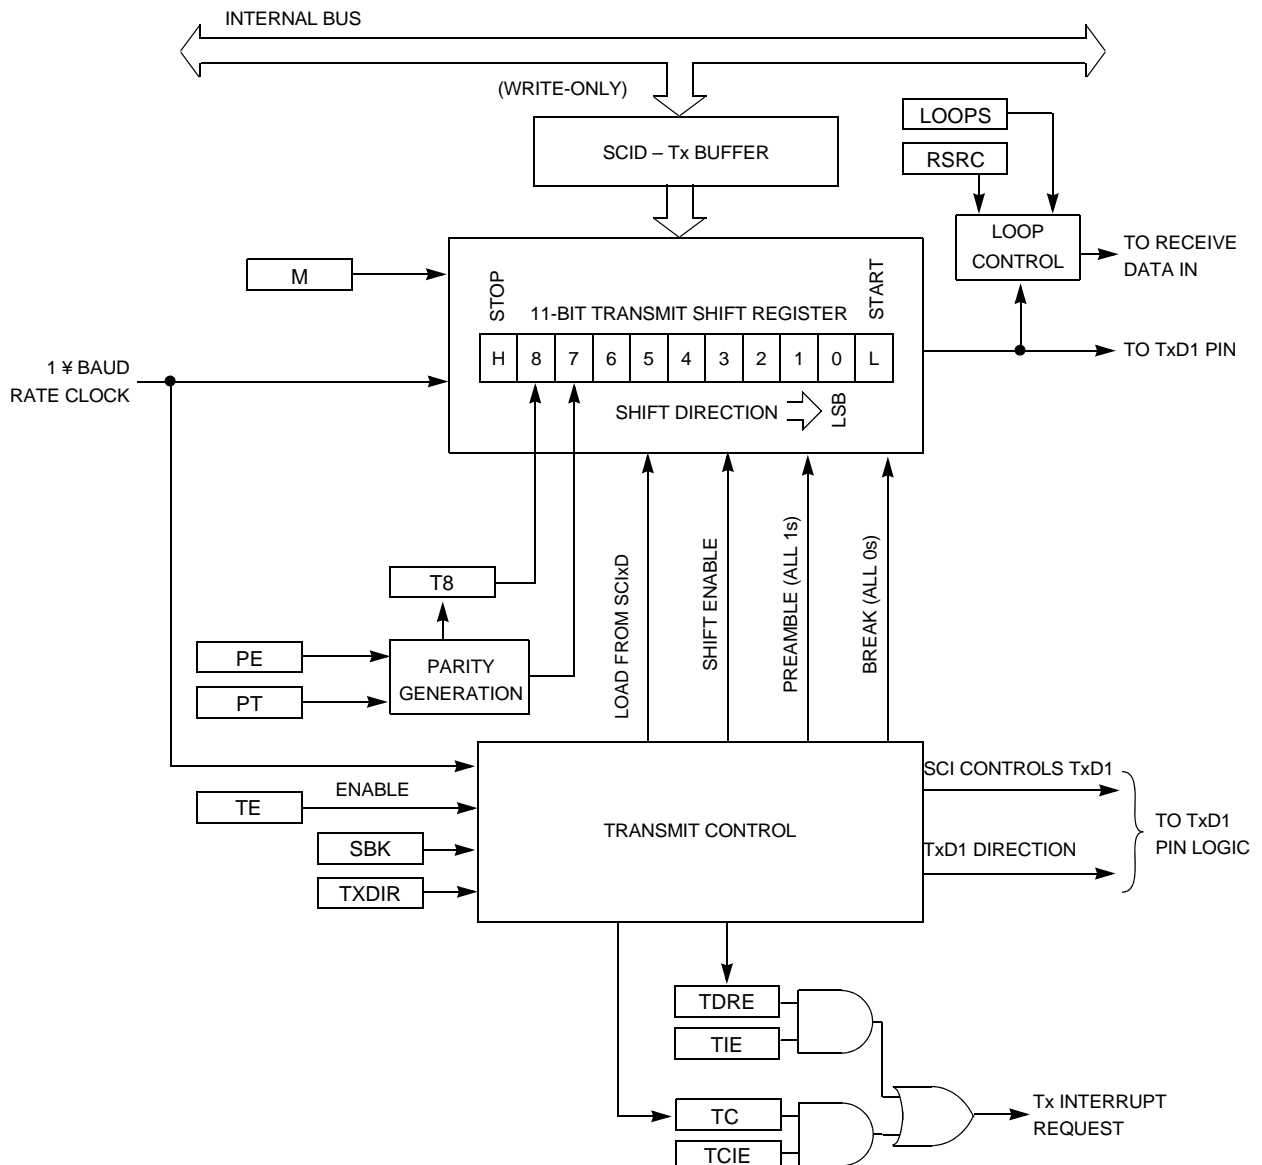 INTERNAL BUS
(WRITE-ONLY)
SCID – Tx BUFFER
LOOPS
RSRC
LOOP
CONTROL
TO RECEIVE
DATA IN
M
STOP
11-BIT TRANSMIT SHIFT REGISTER
START
H 8 7 6 5 4 3 2 1 0 L
TO TxD1 PIN
1 ¥ BAUD
RATE CLOCK
SHIFT DIRECTION
LSB
T8
PE
PT
PARITY
GENERATION
LOAD FROM SCIxD
SHIFT ENABLE
PREAMBLE (ALL 1s)
BREAK (ALL 0s)
TE
ENABLE
SBK
TXDIR
TRANSMIT CONTROL
SCI CONTROLS TxD1
TxD1 DIRECTION
TO TxD1
PIN LOGIC
TDRE
TIE
TC
TCIE
Tx INTERRUPT
REQUEST